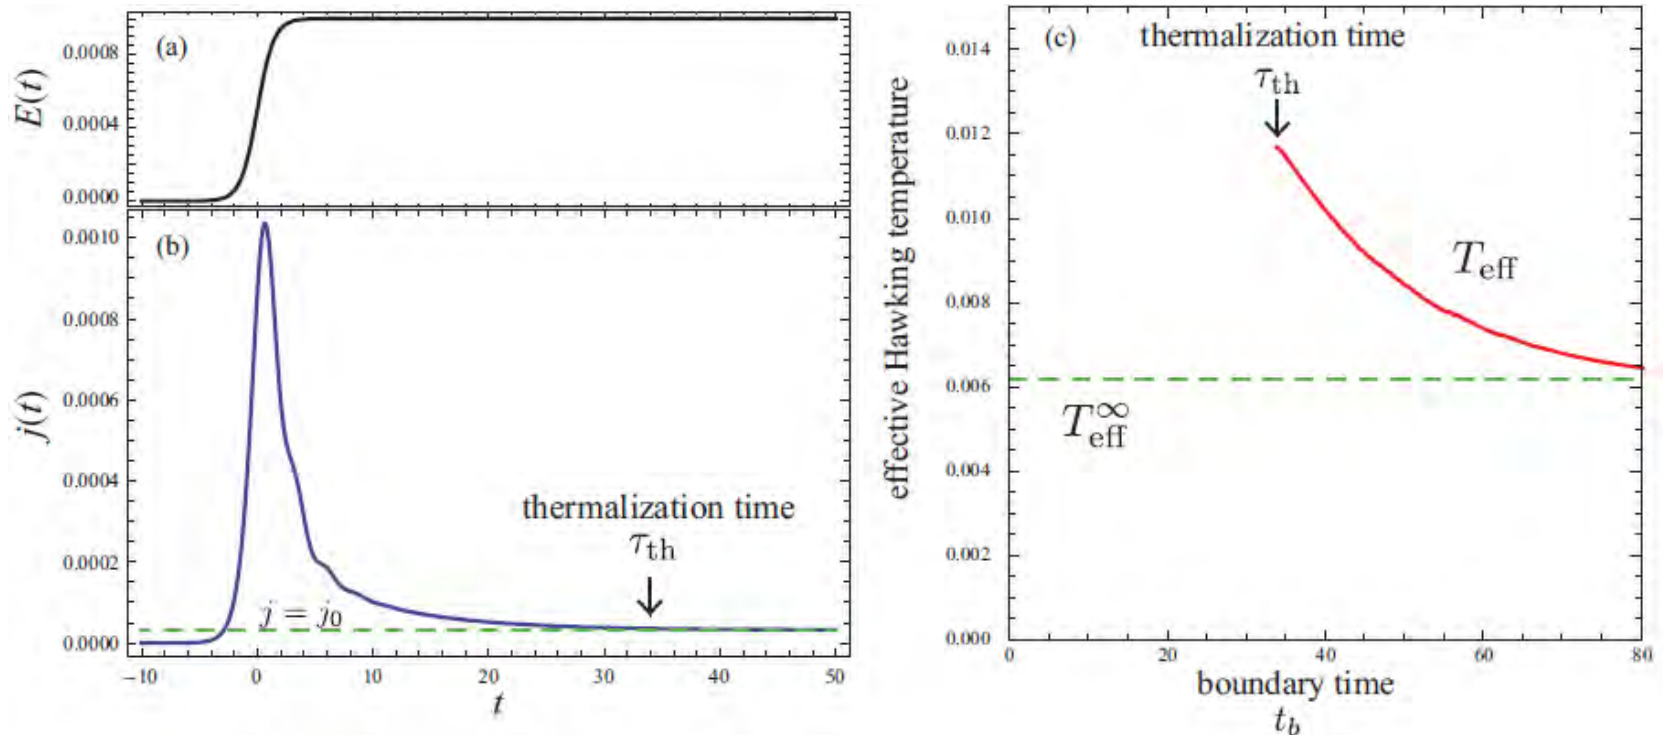 (a)
E(t)
0.0008
0.0004
0.0000
(b)
j(t)
0.0010
0.0008
0.0006
0.0004
0.0002
0.0000
thermalization time
τth
j = j0
−10
0
10
20
30
40
50
t
(c)
thermalization time
τth
effective Hawking temperature
0.014
0.012
0.010
0.008
0.006
0.004
0.002
0.000
Teff
T∞eff
0
20
40
60
80
boundary time
tb